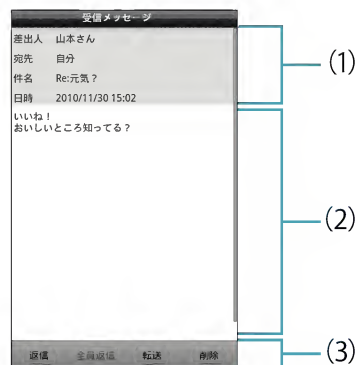 受信メッセージ
差出人 山本さん
宛先 自分
件名 Re:元気？
日時 2010/11/30 15:02
いいね！
おいしいところ知ってる？
返信 全員返信 転送 削除
(1)
(2)
(3)